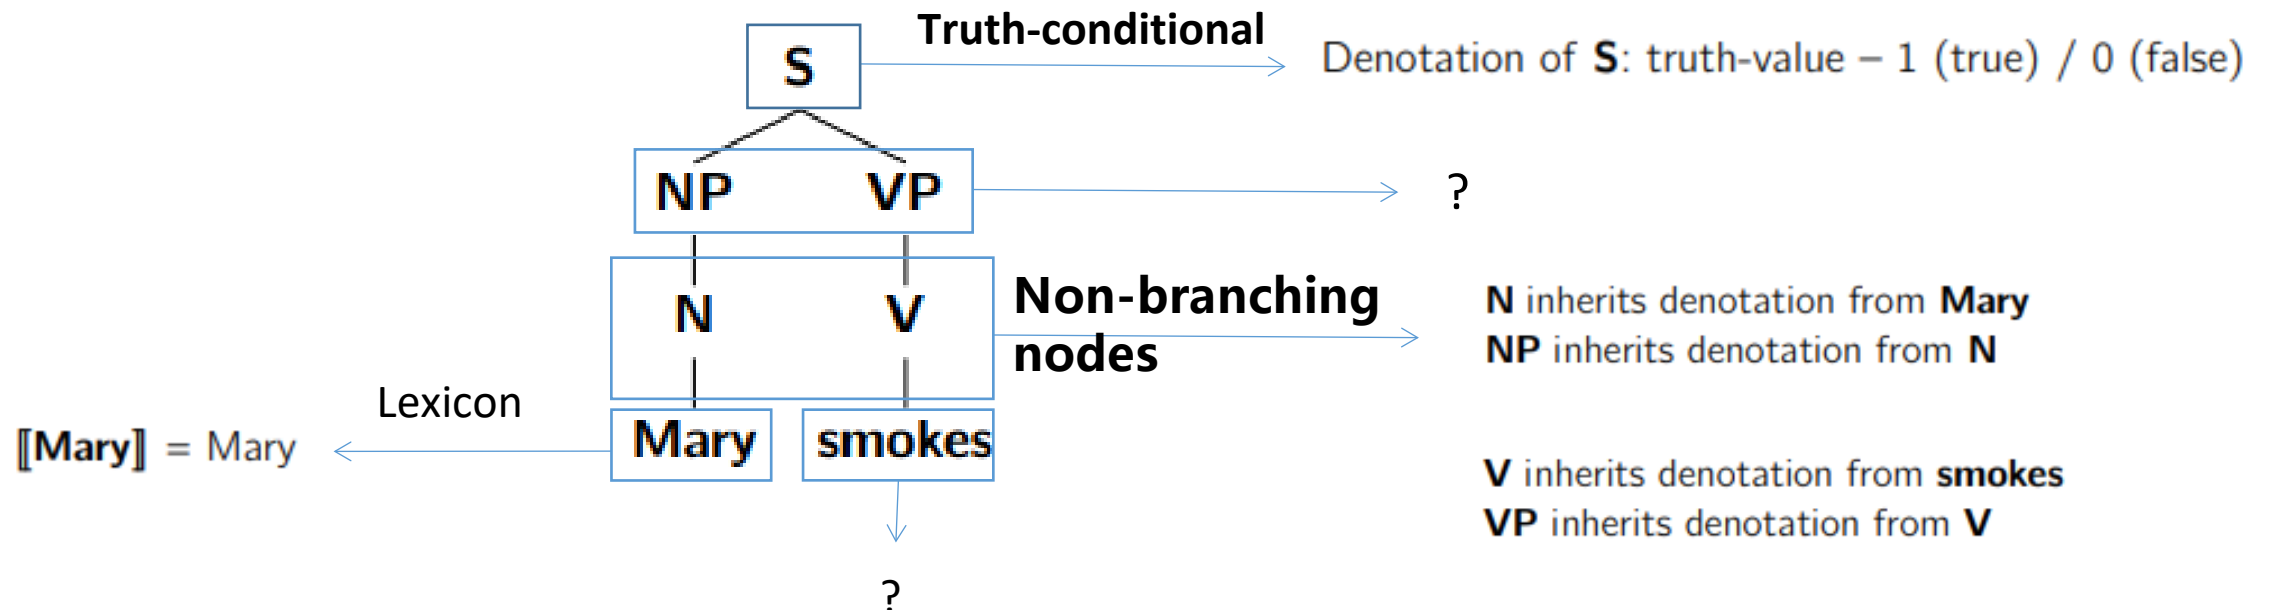 Truth-conditional
S
Denotation of S: truth-value – 1 (true) / 0 (false)
NP VP
?
N V
Non-branching
nodes
N inherits denotation from Mary
NP inherits denotation from N
Lexicon
⟦Mary⟧ = Mary
Mary smokes
V inherits denotation from smokes
VP inherits denotation from V
?